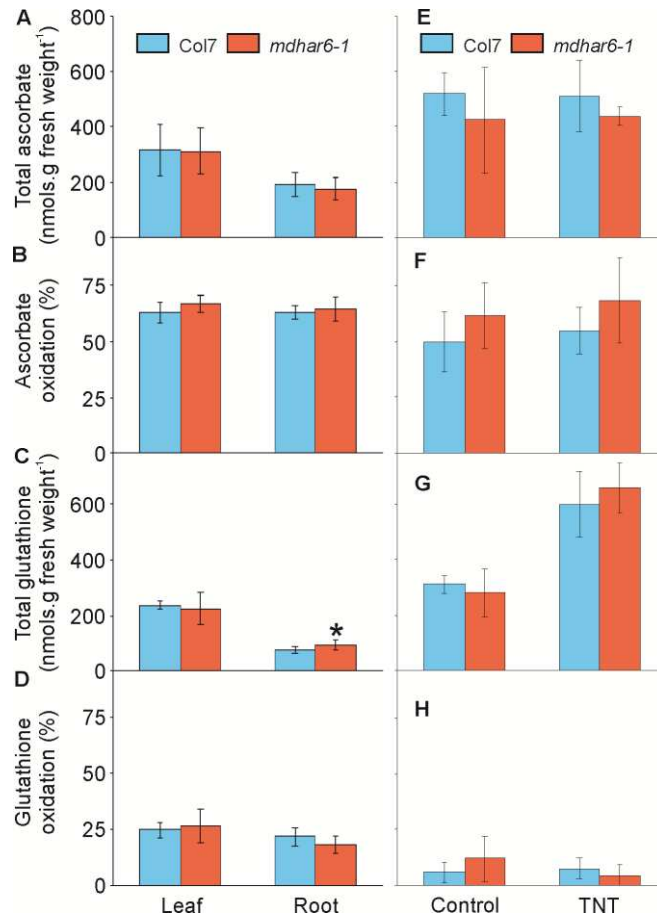 A
800
600
400
200
0
Total ascorbate
(nmols.g fresh weight-1)
Col7 mdhar6-1
E
Col7 mdhar6-1
B
75
50
25
0
Ascorbate
oxidation (%)
F
C
600
400
200
0
Total glutathione
(nmols.g fresh weight-1)
*
G
D
75
50
25
0
Glutathione
oxidation (%)
H
Leaf Root Control TNT